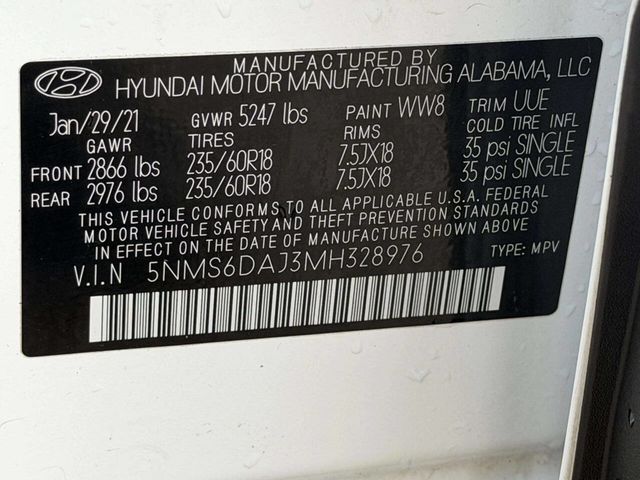 MANUFACTURED BY
HYUNDAI MOTOR MANUFACTURING ALABAMA, LLC
Jan/29/21 GVWR 5247 lbs PAINT WW8 TRIM UUE
GAWR TIRES RIMS COLD TIRE INFL
FRONT 2866 lbs 235/60R18 7.5JX18 35 psi SINGLE
REAR 2976 lbs 235/60R18 7.5JX18 35 psi SINGLE
THIS VEHICLE CONFORMS TO ALL APPLICABLE U.S.A. FEDERAL
MOTOR VEHICLE SAFETY AND THEFT PREVENTION STANDARDS
IN EFFECT ON THE DATE OF MANUFACTURE SHOWN ABOVE
V.I.N 5NMS6DAJ3MH328976 TYPE: MPV